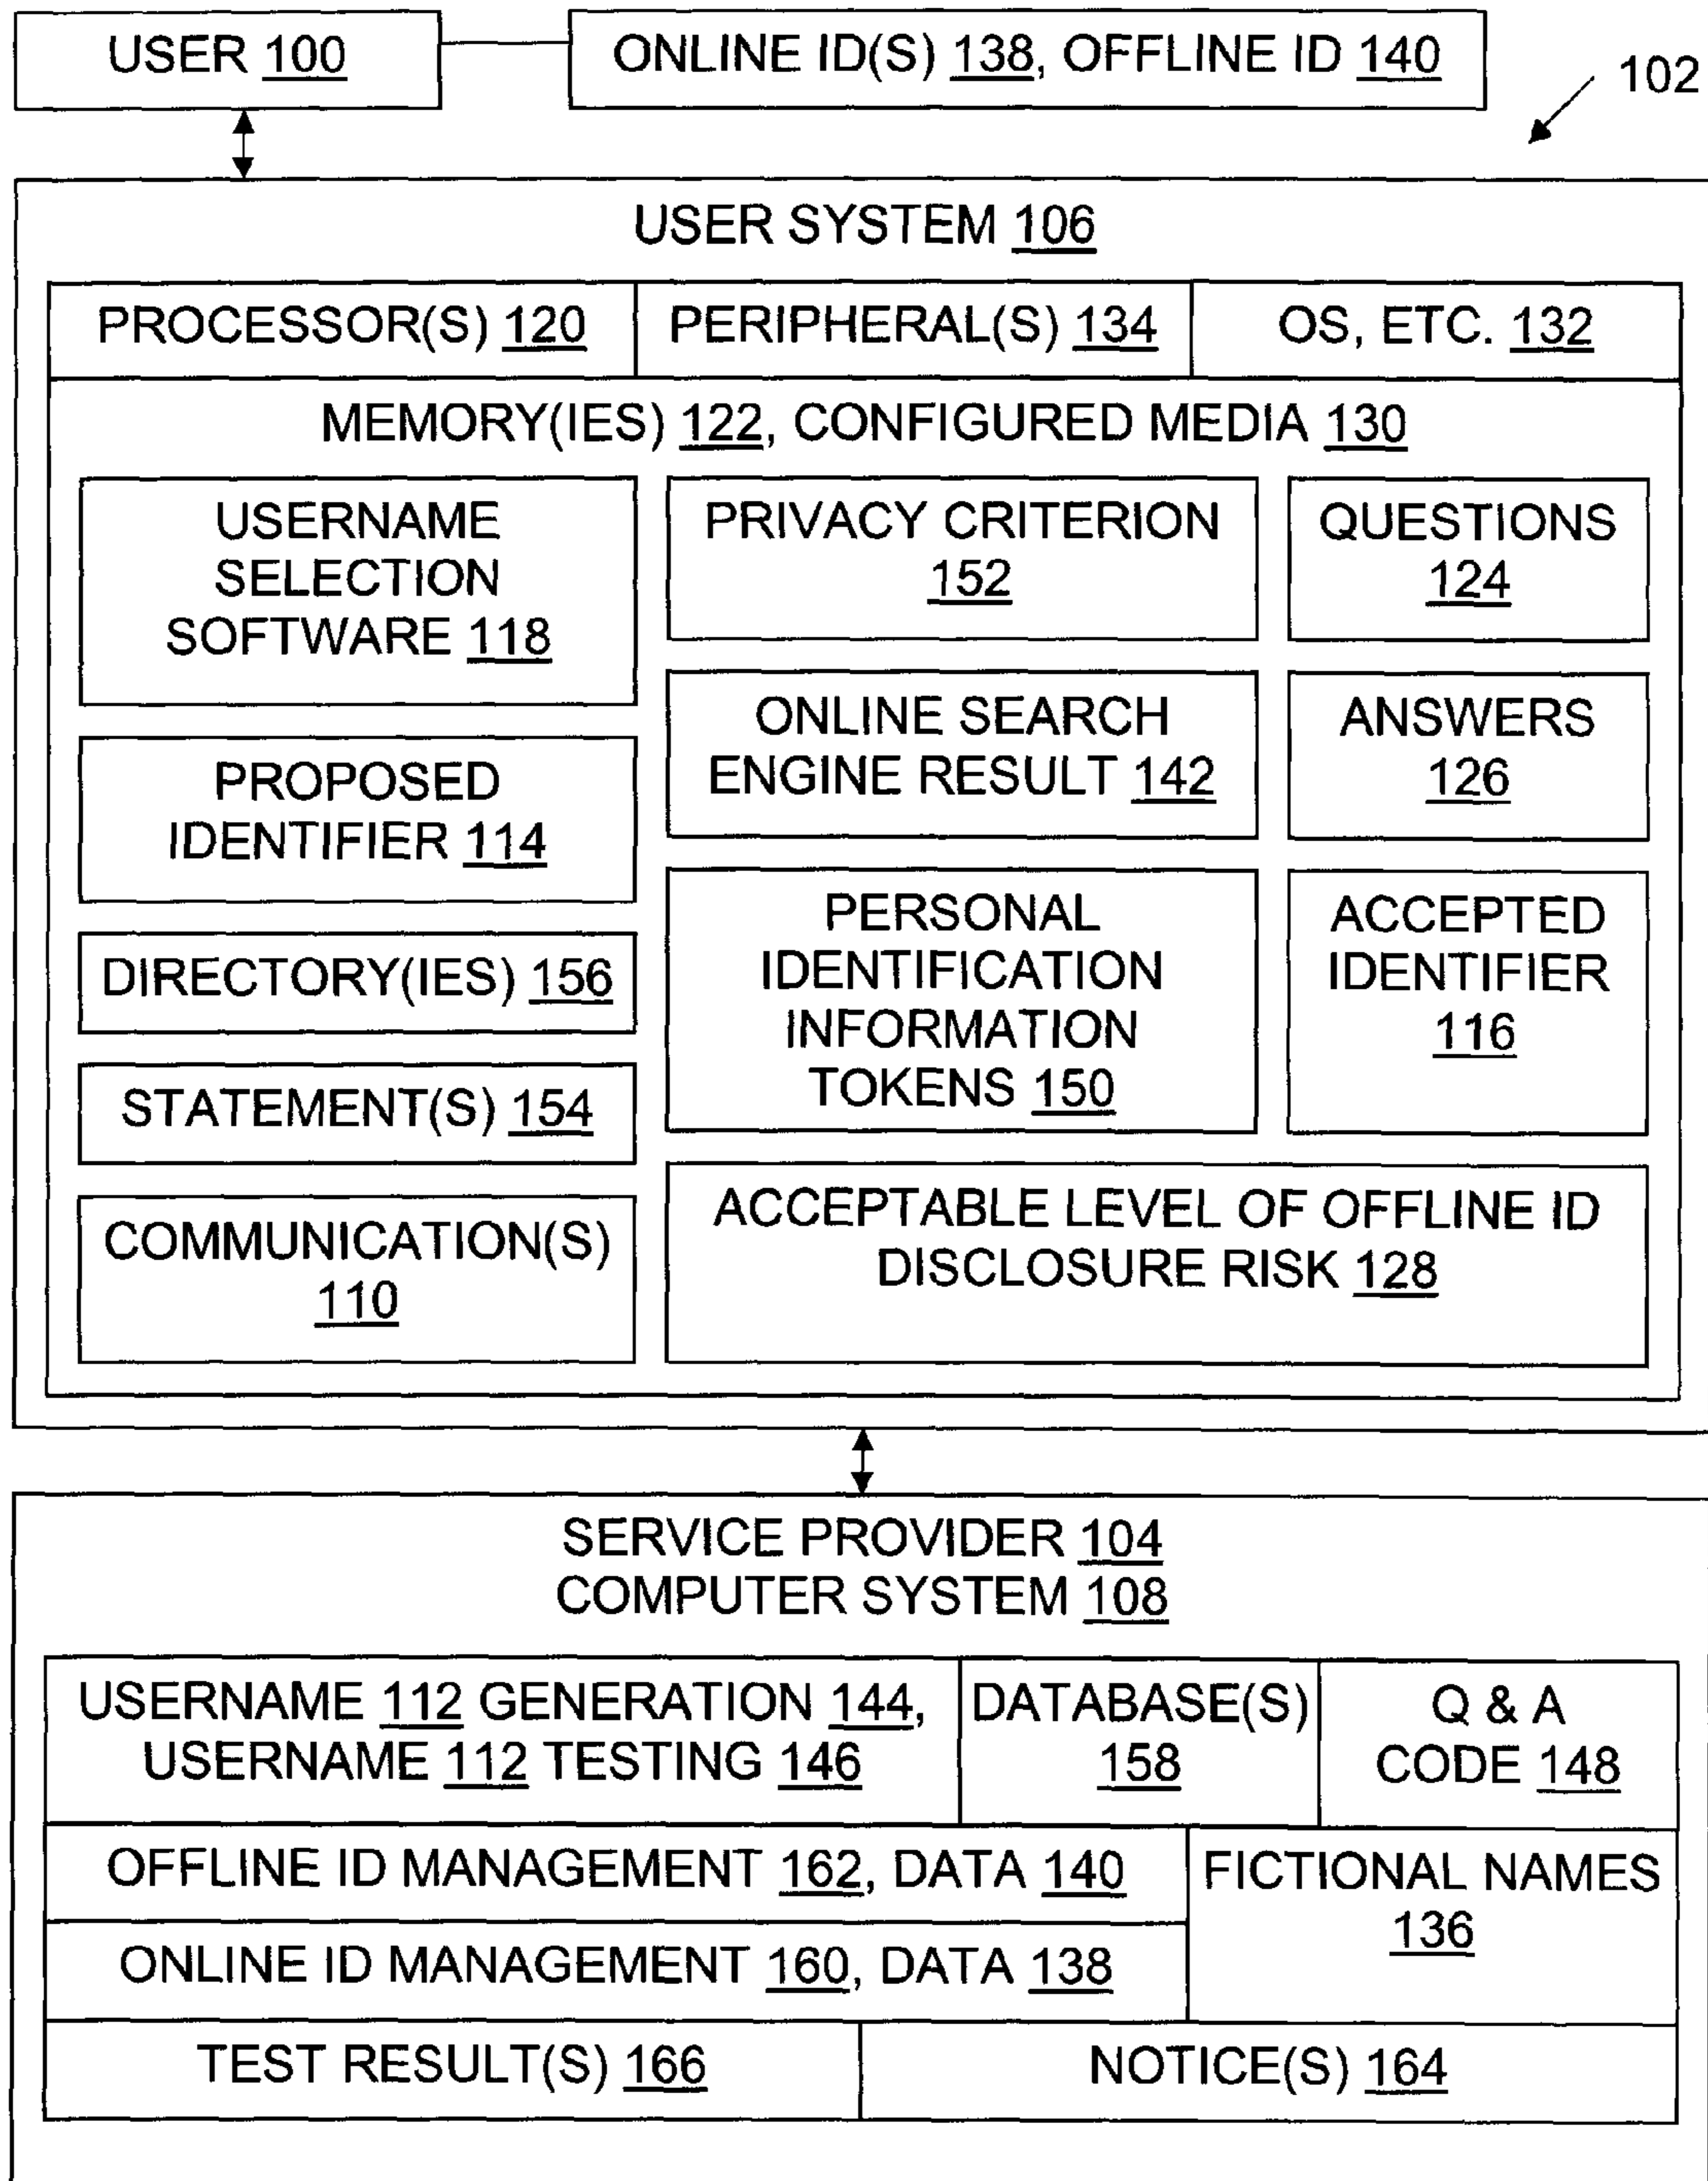 USER 100
ONLINE ID(S) 138, OFFLINE ID 140
102
USER SYSTEM 106
PROCESSOR(S) 120
PERIPHERAL(S) 134
OS, ETC. 132
MEMORY(IES) 122, CONFIGURED MEDIA 130
USERNAME
SELECTION
SOFTWARE 118
PROPOSED
IDENTIFIER 114
DIRECTORY(IES) 156
STATEMENT(S) 154
COMMUNICATION(S)
110
PRIVACY CRITERION
152
ONLINE SEARCH
ENGINE RESULT 142
PERSONAL
IDENTIFICATION
INFORMATION
TOKENS 150
QUESTIONS
124
ANSWERS
126
ACCEPTED
IDENTIFIER
116
ACCEPTABLE LEVEL OF OFFLINE ID
DISCLOSURE RISK 128
SERVICE PROVIDER 104
COMPUTER SYSTEM 108
USERNAME 112 GENERATION 144,
USERNAME 112 TESTING 146
DATABASE(S)
158
Q & A
CODE 148
OFFLINE ID MANAGEMENT 162, DATA 140
ONLINE ID MANAGEMENT 160, DATA 138
FICTIONAL NAMES
136
TEST RESULT(S) 166
NOTICE(S) 164